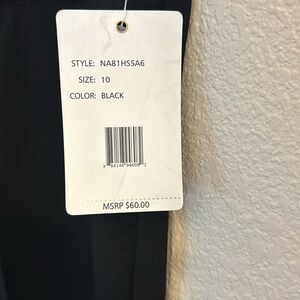 STYLE: NA81HSSA6
SIZE: 10
COLOR: BLACK
MSRP $60.00